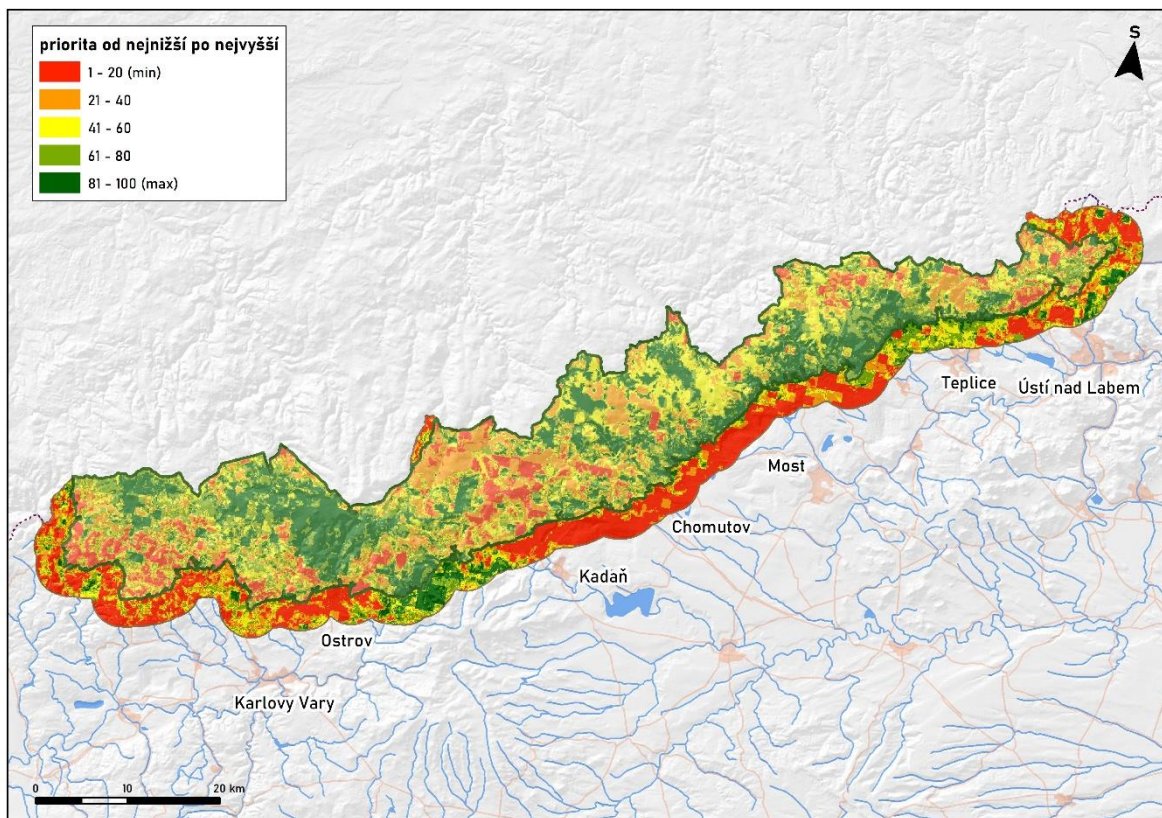 priorita od nejnižší po nejvyšší
1 - 20 (min)
21 - 40
41 - 60
61 - 80
81 - 100 (max)
S
Teplice
Ústí nad Labem
Most
Chomutov
Kadaň
Ostrov
Karlovy Vary
0 10 20 km